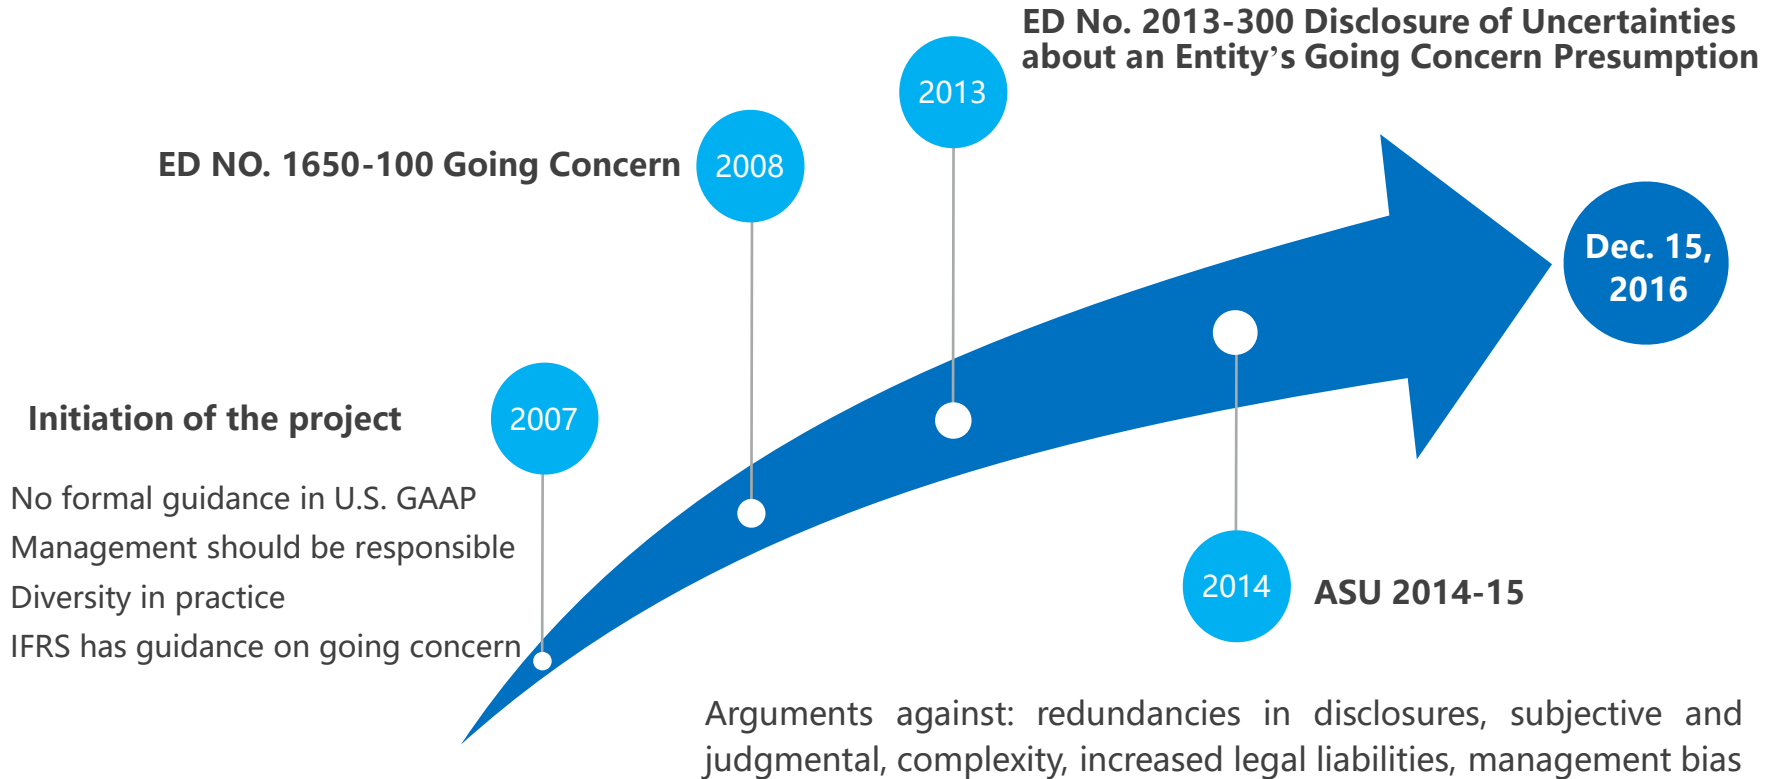 ED No. 2013-300 Disclosure of Uncertainties
about an Entity’s Going Concern Presumption
2013
ED NO. 1650-100 Going Concern
2008
Dec. 15,
2016
Initiation of the project
2007
No formal guidance in U.S. GAAP
Management should be responsible
Diversity in practice
IFRS has guidance on going concern
2014
ASU 2014-15
Arguments against: redundancies in disclosures, subjective and
judgmental, complexity, increased legal liabilities, management bias